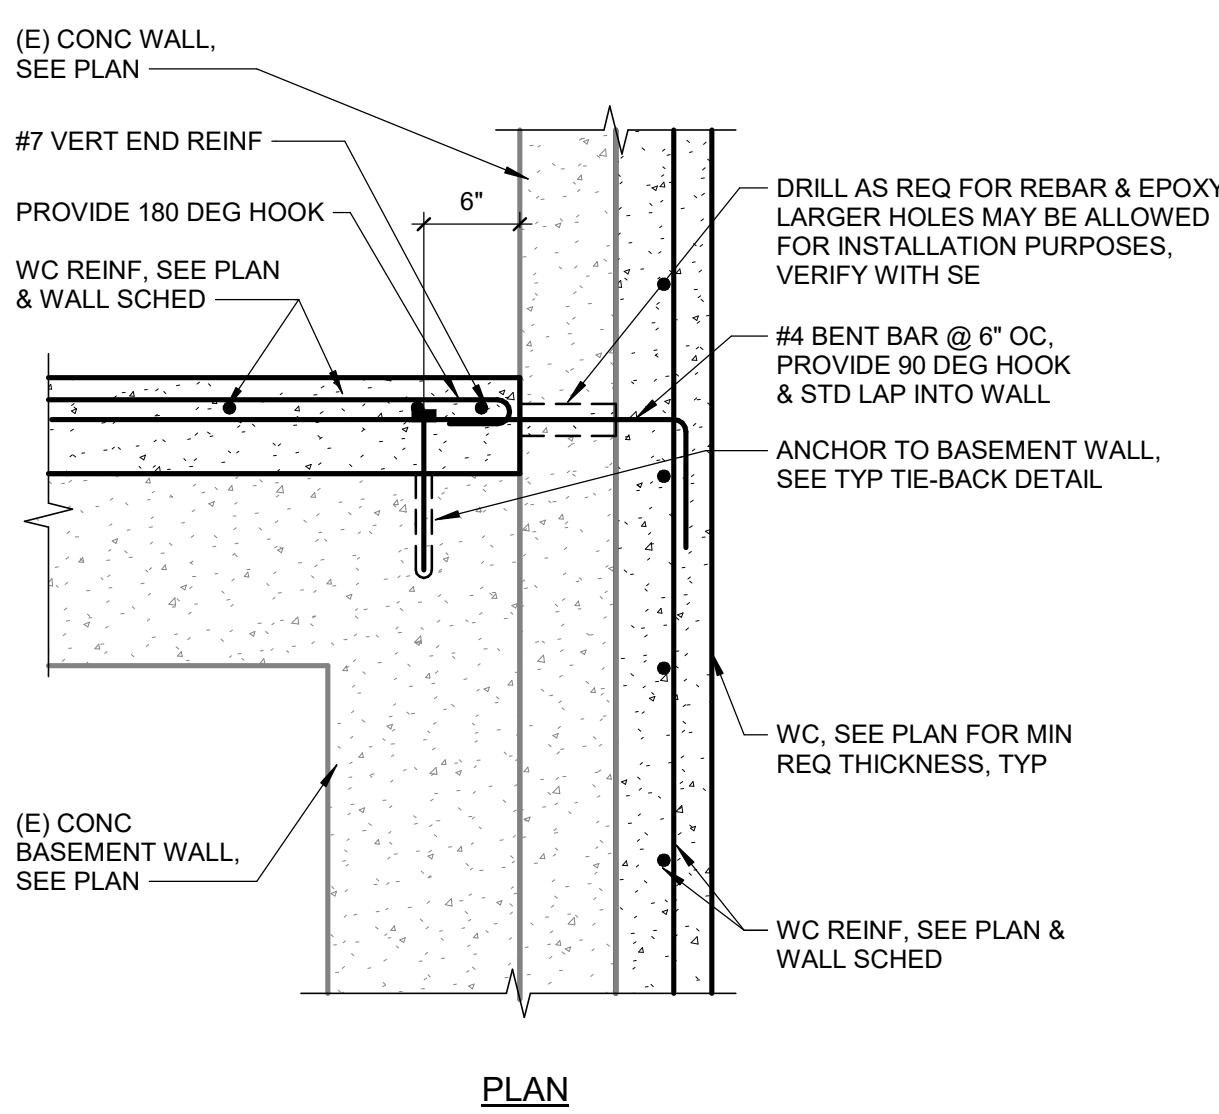 (E) CONC WALL,
SEE PLAN
#7 VERT END REINF
PROVIDE 180 DEG HOOK
WC REINF, SEE PLAN
& WALL SCHED
6"
(E) CONC
BASEMENT WALL,
SEE PLAN
DRILL AS REQ FOR REBAR & EPOXY
LARGER HOLES MAY BE ALLOWED
FOR INSTALLATION PURPOSES,
VERIFY WITH SE
#4 BENT BAR @ 6" OC,
PROVIDE 90 DEG HOOK
& STD LAP INTO WALL
ANCHOR TO BASEMENT WALL,
SEE TYP TIE-BACK DETAIL
WC, SEE PLAN FOR MIN
REQ THICKNESS, TYP
WC REINF, SEE PLAN &
WALL SCHED
PLAN